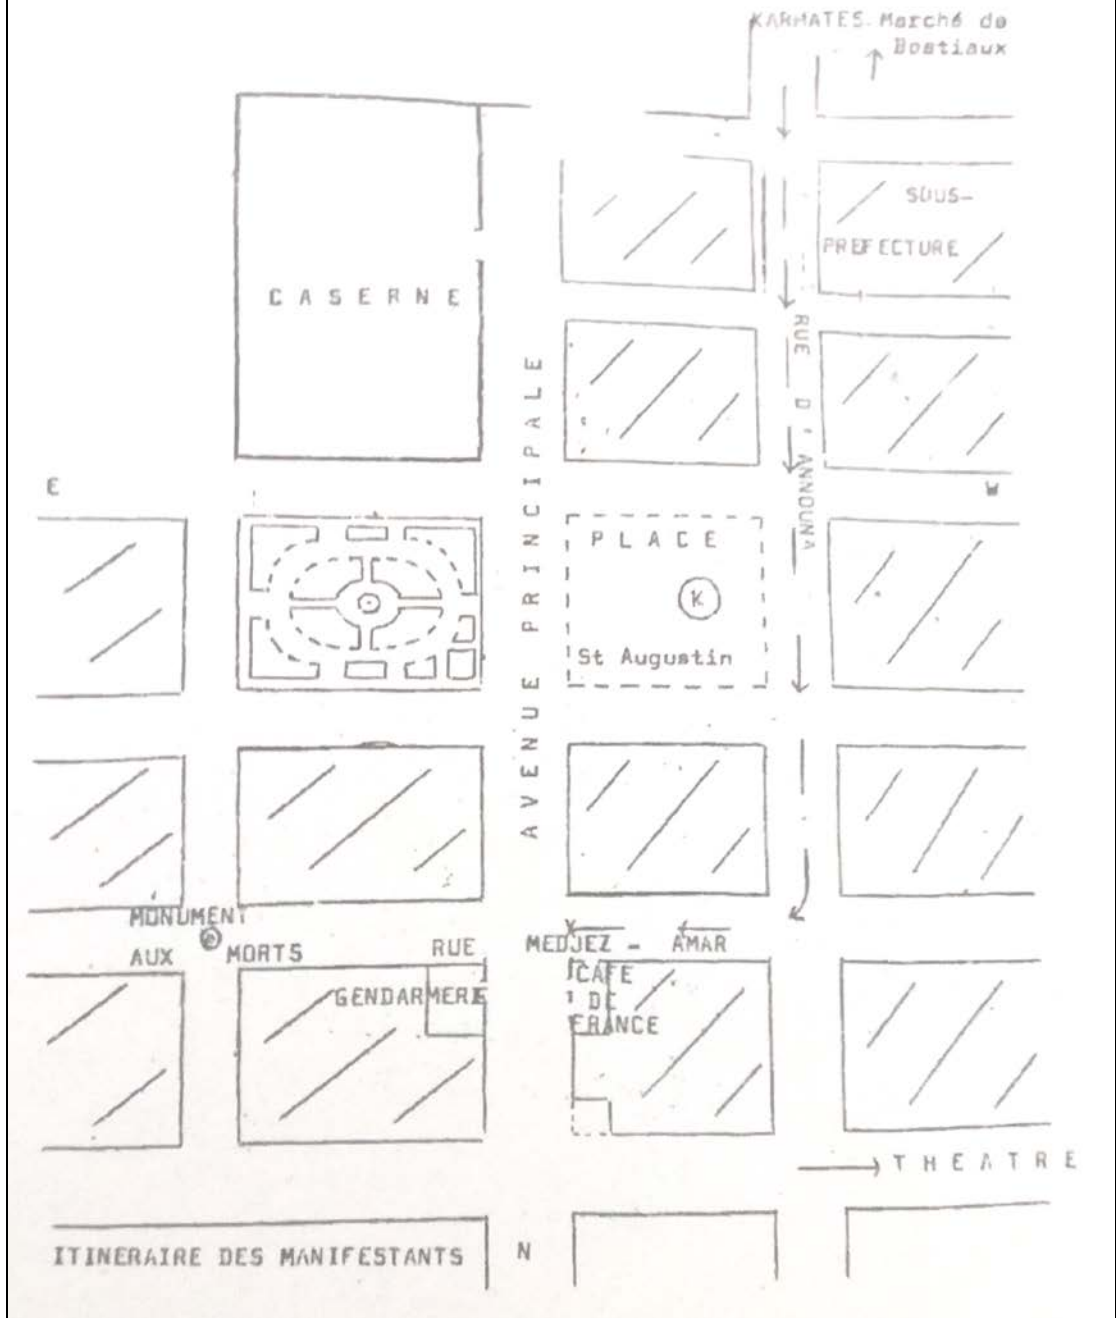 KARMATES. Marché de
Bestiaux
SOUS-
PREFECTURE
CASERNE
RUE D'ANNOUNA
AVENUE PRINCIPALE
E
W
PLACE
K
St Augustin
MONUMENT
AUX MORTS
RUE MEDJEZ - AMAR
GENDARMERIE
CAFE
DE
FRANCE
THEATRE
ITINERAIRE DES MANIFESTANTS
N